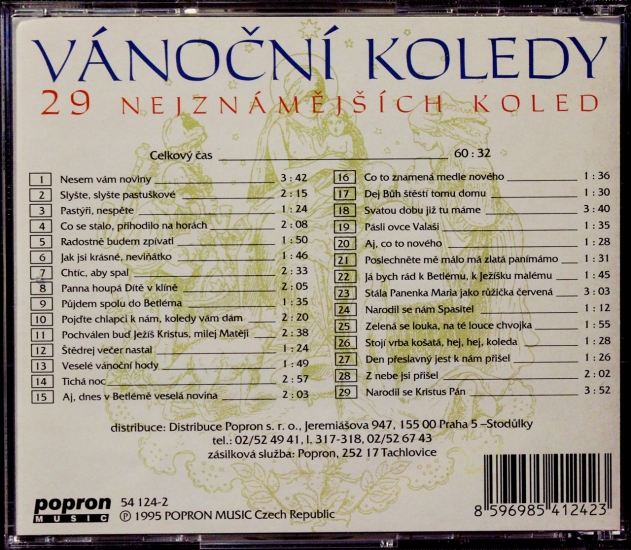 VÁNOČNÍ KOLEDY
29 NEJZNÁMĚJŠÍCH KOLED
Celkový čas 60 : 32
1 Nesem vám noviny 3 : 42
2 Slyšte, slyšte pastuškové 2 : 15
3 Pastýři, nespěte 1 : 24
4 Co se stalo, přihodilo na horách 2 : 08
5 Radostně budem zpívati 1 : 50
6 Jak jsi krásné, neviňátko 1 : 46
7 Chtíc, aby spal 2 : 33
8 Panna houpá Dítě v klíně 2 : 05
9 Půjdem spolu do Betléma 1 : 35
10 Pojďte chlapci k nám, koledy vám dám 2 : 20
11 Pochválen buď Ježíš Kristus, milej Matěji 2 : 38
12 Štědrej večer nastal 1 : 24
13 Veselé vánoční hody 1 : 49
14 Tichá noc 2 : 57
15 Aj, dnes v Betlémě veselá novina 2 : 03
16 Co to znamená medle nového 1 : 36
17 Dej Bůh štěstí tomu domu 1 : 30
18 Svatou dobu již tu máme 3 : 40
19 Pásli ovce Valaši 1 : 35
20 Aj, co to nového 1 : 28
21 Poslechněte mě málo má zlatá panímámo 1 : 31
22 Já bych rád k Betlému, k Ježíšku malému 1 : 45
23 Stála Panenka Maria jako růžička červená 3 : 03
24 Narodil se nám Spasitel 1 : 12
25 Zelená se louka, na té louce chvojka 1 : 55
26 Stojí vrba košatá, hej, hej, koleda 1 : 28
27 Den přeslavný jest k nám přišel 1 : 26
28 Z nebe jsi přišel 2 : 02
29 Narodil se Kristus Pán 3 : 52
distribuce: Distribuce Popron s. r. o., Jeremiášova 947, 155 00 Praha 5 –Stodůlky
tel.: 02/52 49 41, l. 317-318, 02/52 67 43
zásilková služba: Popron, 252 17 Tachlovice
popron
MUSIC
54 124-2
℗ 1995 POPRON MUSIC Czech Republic
8 596985 412423